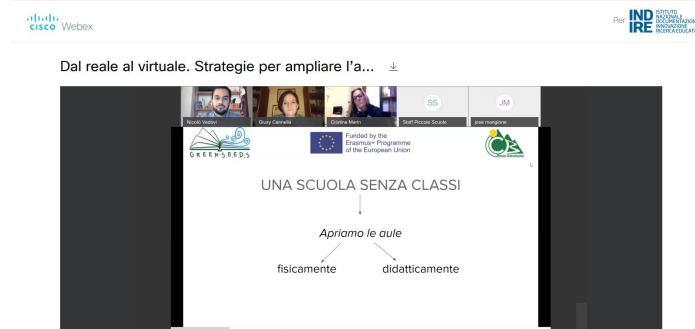 CISCO Webex
Per INDIRE ISTITUTO
NAZIONALE
DOCUMENTAZIONE
INNOVAZIONE
RICERCA EDUCATI
Dal reale al virtuale. Strategie per ampliare l'a...
SS
JM
Nicolò Vedovi
Giusy Cannella
Cristina Marin
Staff Piccole Scuole
jose mongione
GREEN-S.E.E.D.S
Funded by the
Erasmus+ Programme
of the European Union
UNA SCUOLA SENZA CLASSI
Apriamo le aule
fisicamente didatticamente